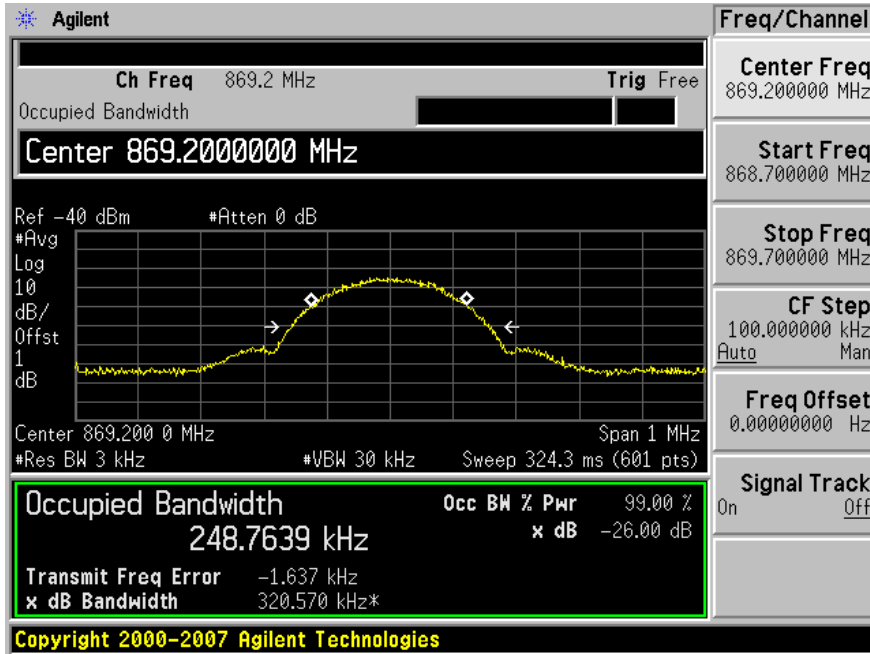 Agilent
Freq/Channel
Ch Freq 869.2 MHz Trig Free
Occupied Bandwidth
Center 869.2000000 MHz
Ref -40 dBm #Atten 0 dB
#Avg
Log
10
dB/
Offst
1
dB
Center 869.200 0 MHz Span 1 MHz
#Res BW 3 kHz #VBW 30 kHz Sweep 324.3 ms (601 pts)
Occupied Bandwidth Occ BW % Pwr 99.00 %
248.7639 kHz x dB -26.00 dB
Transmit Freq Error -1.637 kHz
x dB Bandwidth 320.570 kHz*
Copyright 2000-2007 Agilent Technologies
Center Freq
869.200000 MHz
Start Freq
868.700000 MHz
Stop Freq
869.700000 MHz
CF Step
100.000000 kHz
Auto Man
Freq Offset
0.00000000 Hz
Signal Track
On Off